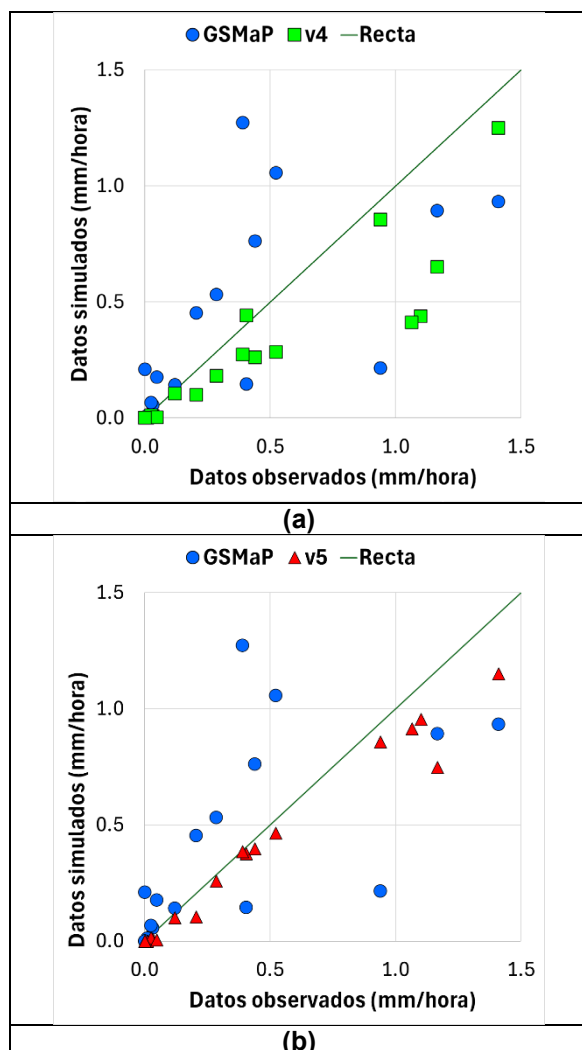 GSMaP v4 Recta
1.5
1.0
0.5
0.0
0.0 0.5 1.0 1.5
Datos simulados (mm/hora)
Datos observados (mm/hora)
(a)
GSMaP v5 Recta
1.5
1.0
0.5
0.0
0.0 0.5 1.0 1.5
Datos simulados (mm/hora)
Datos observados (mm/hora)
(b)